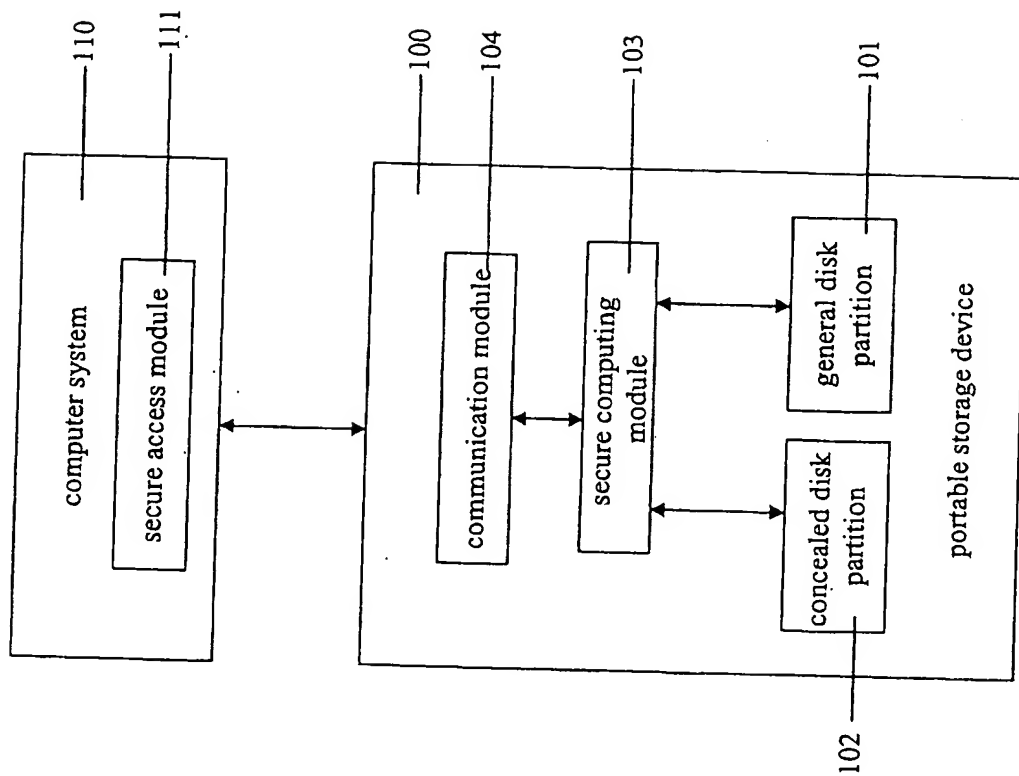 computer system
110
secure access module
111
100
communication module
104
secure computing
module
103
concealed disk
partition
102
general disk
partition
101
portable storage device